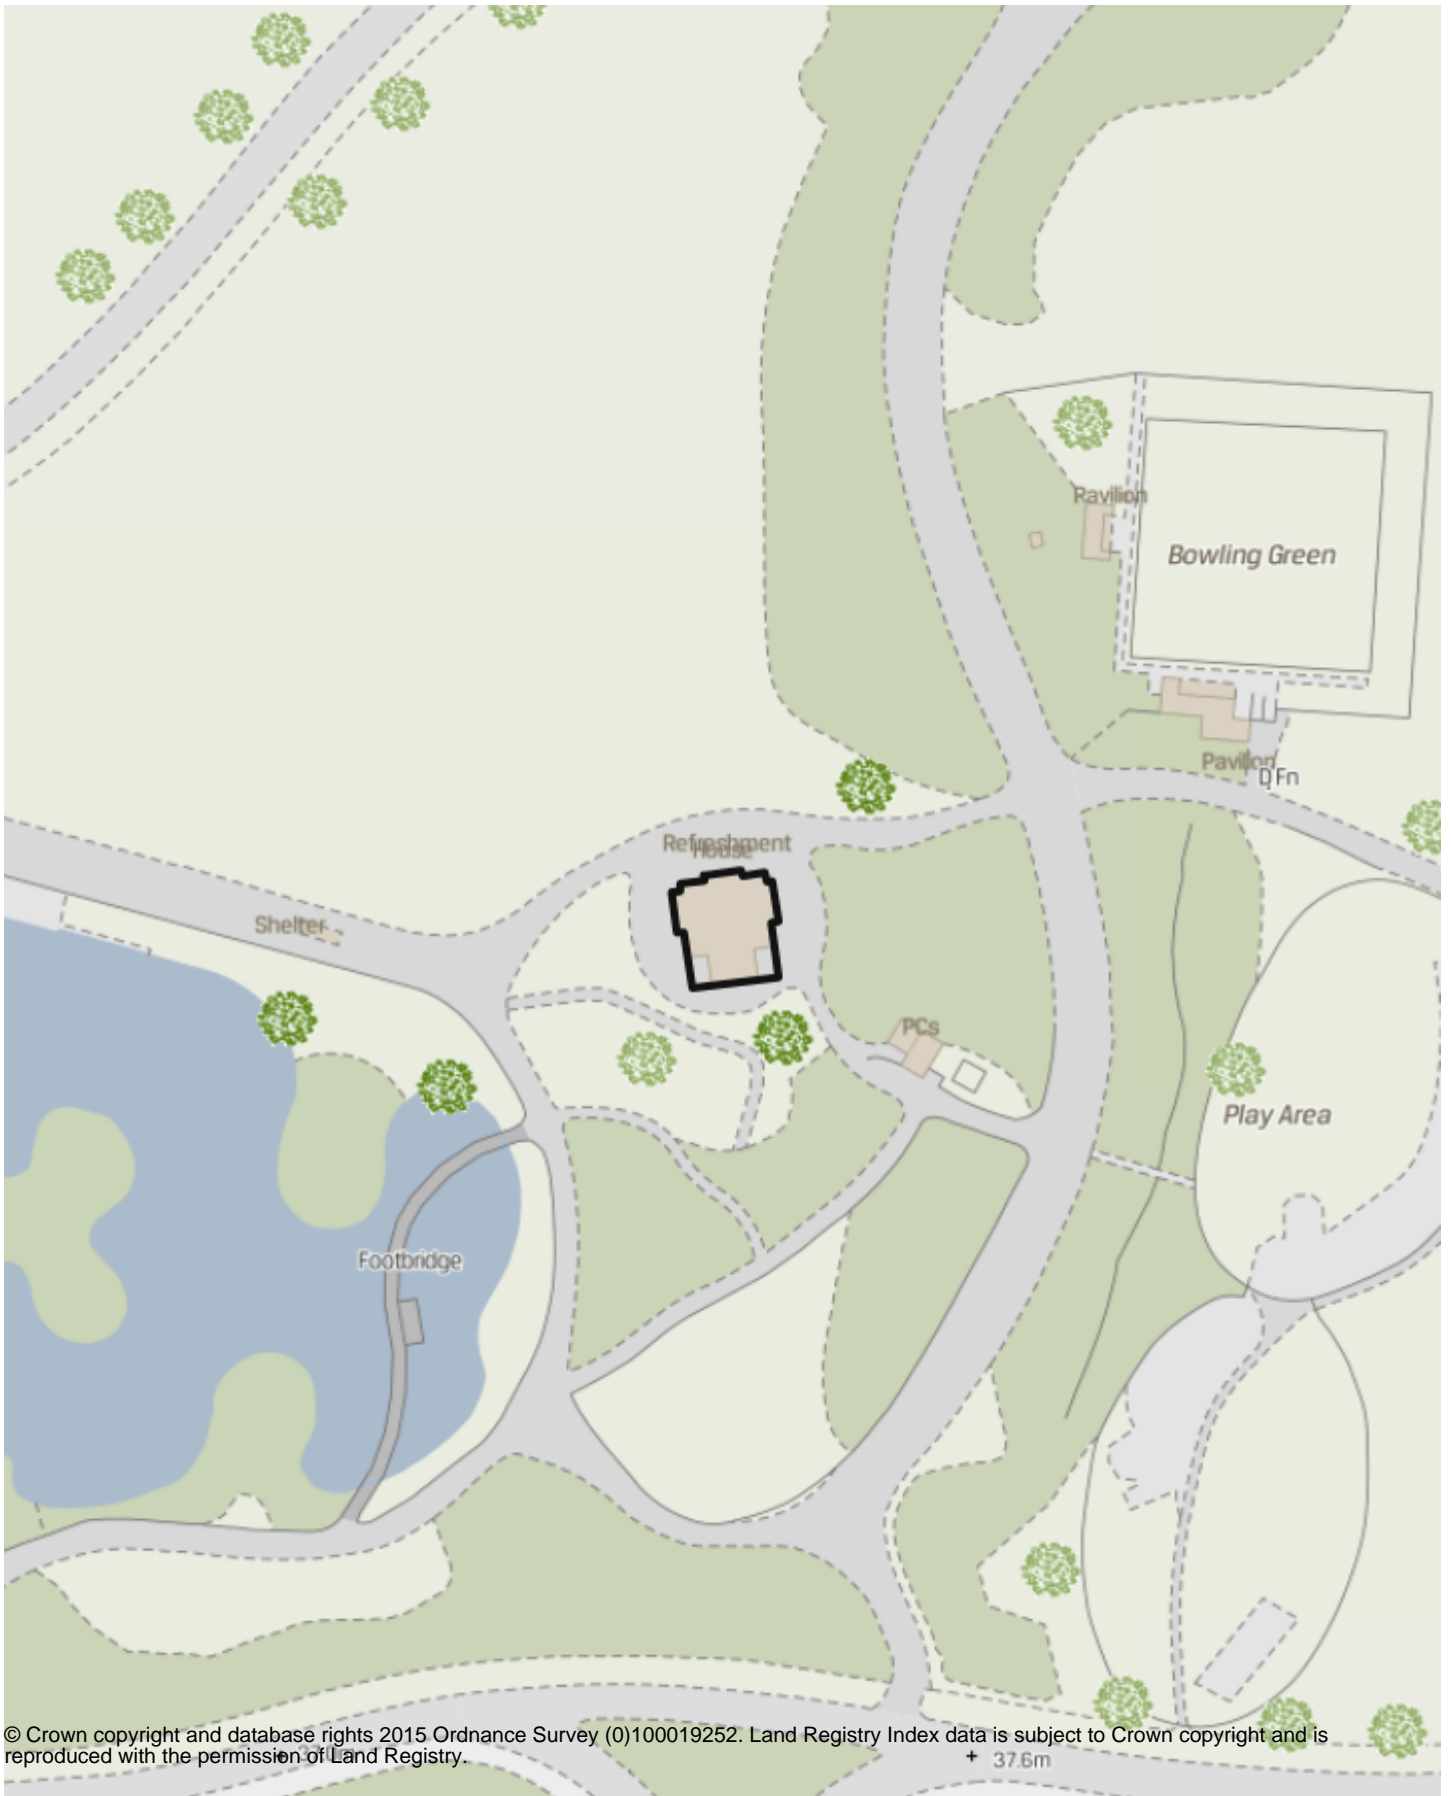 Pavilion
Bowling Green
Pavilion
D Fn
Refreshment
House
Shelter
PCs
Play Area
Footbridge
© Crown copyright and database rights 2015 Ordnance Survey (0)100019252. Land Registry Index data is subject to Crown copyright and is
reproduced with the permission of Land Registry.
37.6m